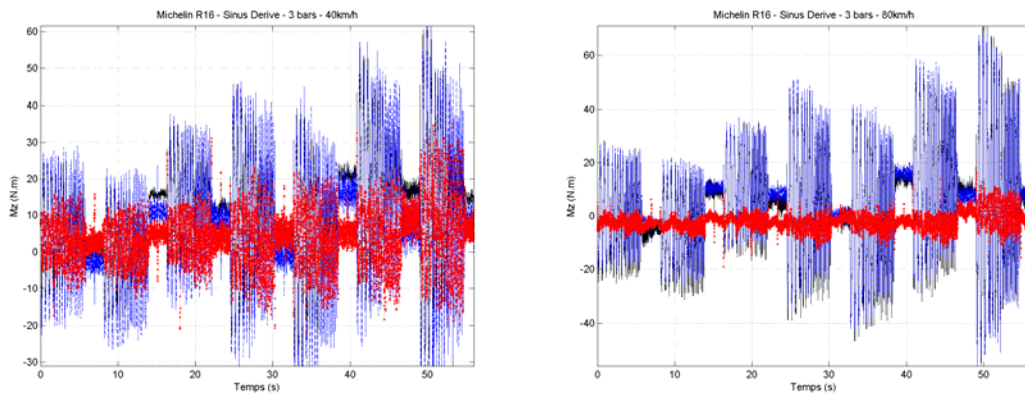 Michelin R16 - Sinus Derive - 3 bars - 40km/h
60
50
40
30
20
10
0
-10
-20
-30
Mz (N.m)
0 10 20 30 40 50
Temps (s)
Michelin R16 - Sinus Derive - 3 bars - 80km/h
60
40
20
0
-20
-40
Mz (N.m)
0 10 20 30 40 50
Temps (s)